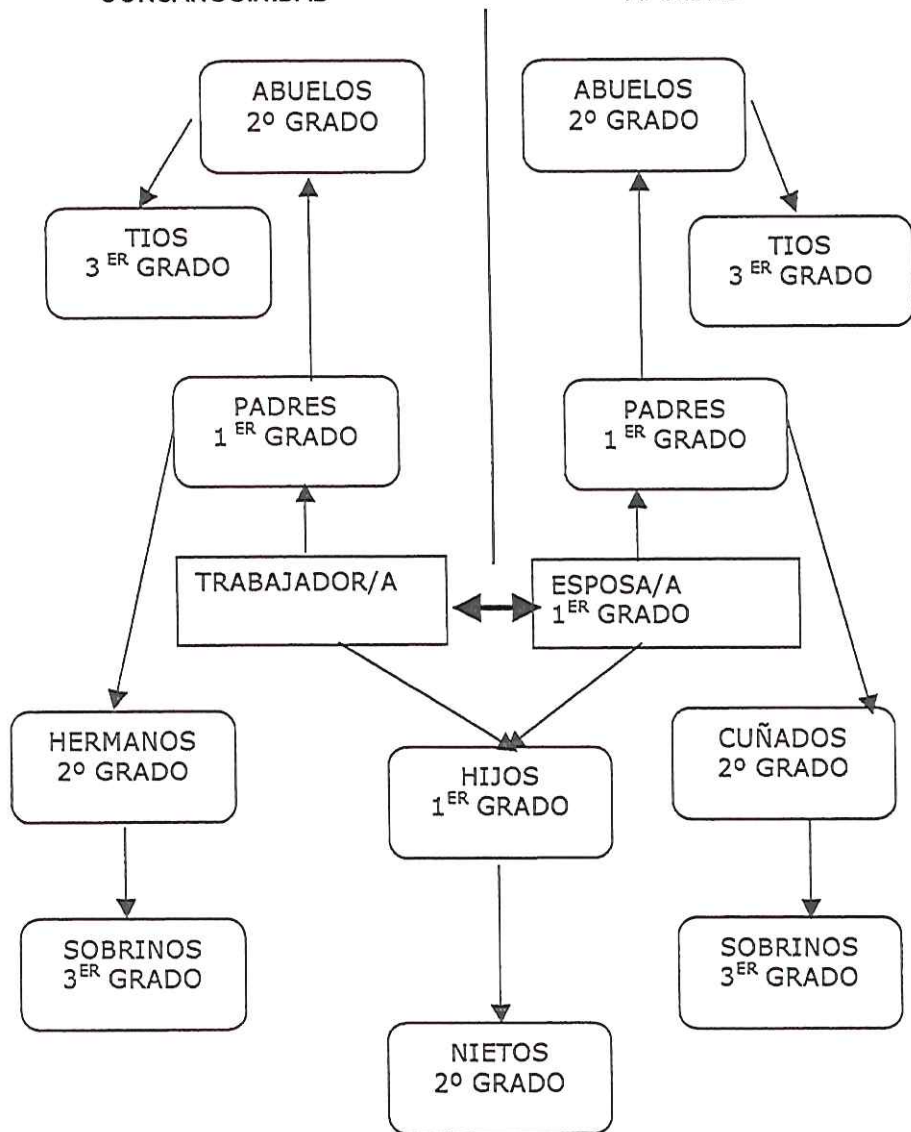 ABUELOS
2º GRADO
ABUELOS
2º GRADO
TIOS
3 ER GRADO
TIOS
3 ER GRADO
PADRES
1 ER GRADO
PADRES
1 ER GRADO
TRABAJADOR/A
ESPOSA/A
1ER GRADO
HERMANOS
2º GRADO
HIJOS
1ER GRADO
CUÑADOS
2º GRADO
SOBRINOS
3ER GRADO
SOBRINOS
3ER GRADO
NIETOS
2º GRADO